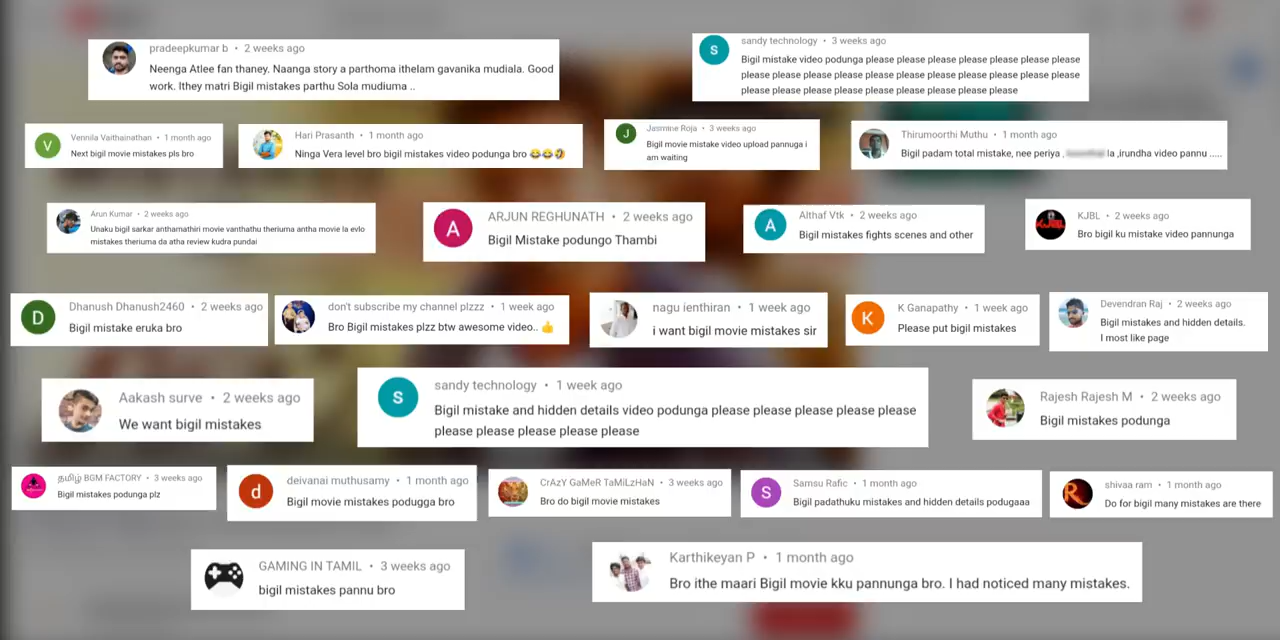 pradeepkumar b • 2 weeks ago
Neenga Atlee fan thaney. Naanga story a parthoma ithelam gavanika mudiala. Good
work. Ithey matri Bigil mistakes parthu Sola mudiuma ..
S
sandy technology • 3 weeks ago
Bigil mistake video podunga please please please please please please please
please please please please please please please please please please please
please please please please please please please please please
V
Vennila Vaithainathan • 1 month ago
Next bigil movie mistakes pls bro
Hari Prasanth • 1 month ago
Ninga Vera level bro bigil mistakes video podunga bro 😂😂🤣
J
Jasmine Roja • 3 weeks ago
Bigil movie mistake video upload pannuga i
am waiting
Thirumoorthi Muthu • 1 month ago
Bigil padam total mistake, nee periya , la ,irundha video pannu .....
Arun Kumar • 2 weeks ago
Unaku bigil sarkar anthamathiri movie vanthathu theriuma antha movie la evlo
mistakes theriuma da atha review kudra pundai
A
ARJUN REGHUNATH • 2 weeks ago
Bigil Mistake podungo Thambi
A
Althaf Vtk • 2 weeks ago
Bigil mistakes fights scenes and other
KJBL
KJBL • 2 weeks ago
Bro bigil ku mistake video pannunga
D
Dhanush Dhanush2460 • 2 weeks ago
Bigil mistake eruka bro
don't subscribe my channel plzzz • 1 week ago
Bro Bigil mistakes plzz btw awesome video.. 👍
nagu ienthiran • 1 week ago
i want bigil movie mistakes sir
K
K Ganapathy • 1 week ago
Please put bigil mistakes
Devendran Raj • 2 weeks ago
Bigil mistakes and hidden details.
I most like page
Aakash surve • 2 weeks ago
We want bigil mistakes
S
sandy technology • 1 week ago
Bigil mistake and hidden details video podunga please please please please please
please please please please please
Rajesh Rajesh M • 2 weeks ago
Bigil mistakes podunga
தமிழ் BGM FACTORY • 3 weeks ago
Bigil mistakes podunga plz
d
deivanai muthusamy • 1 month ago
Bigil movie mistakes podugga bro
CrAzY GaMeR TaMiLzHaN • 3 weeks ago
Bro do bigil movie mistakes
S
Samsu Rafic • 1 month ago
Bigil padathuku mistakes and hidden details podugaaa
R
shivaa ram • 1 month ago
Do for bigil many mistakes are there
GAMING IN TAMIL • 3 weeks ago
bigil mistakes pannu bro
Karthikeyan P • 1 month ago
Bro ithe maari Bigil movie kku pannunga bro. I had noticed many mistakes.